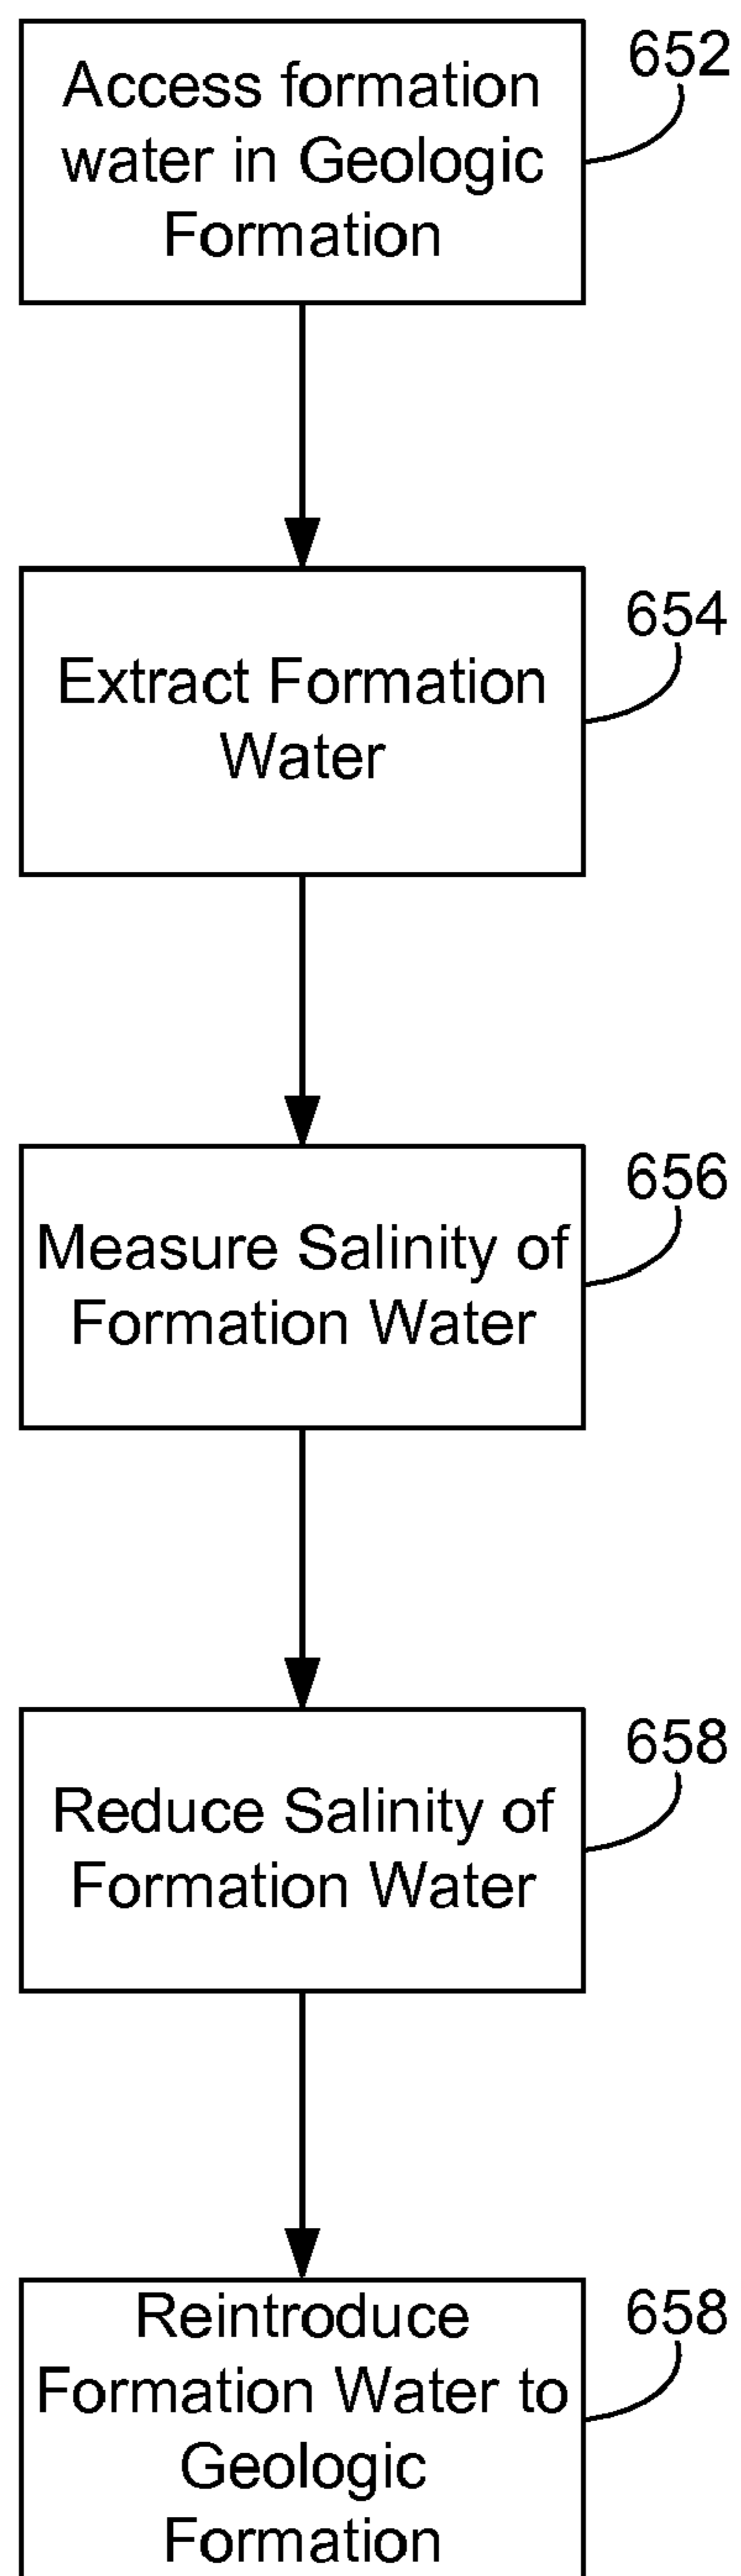 Access formation
water in Geologic
Formation
652
Extract Formation
Water
654
Measure Salinity of
Formation Water
656
Reduce Salinity of
Formation Water
658
Reintroduce
Formation Water to
Geologic
Formation
658